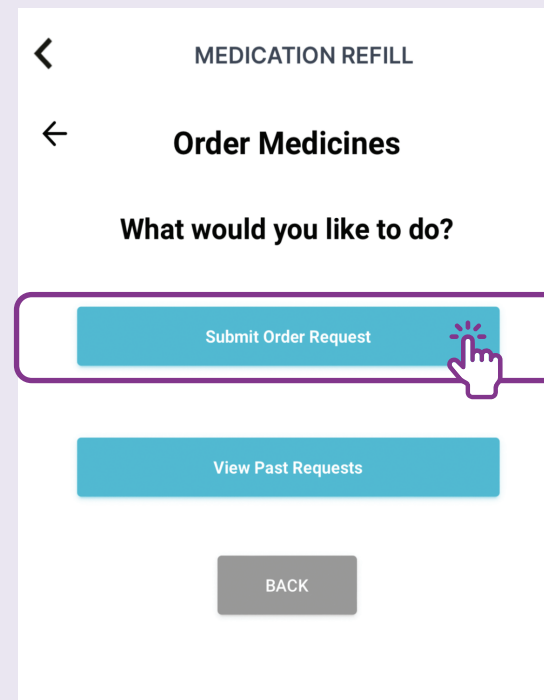 MEDICATION REFILL
Order Medicines
What would you like to do?
Submit Order Request
View Past Requests
BACK